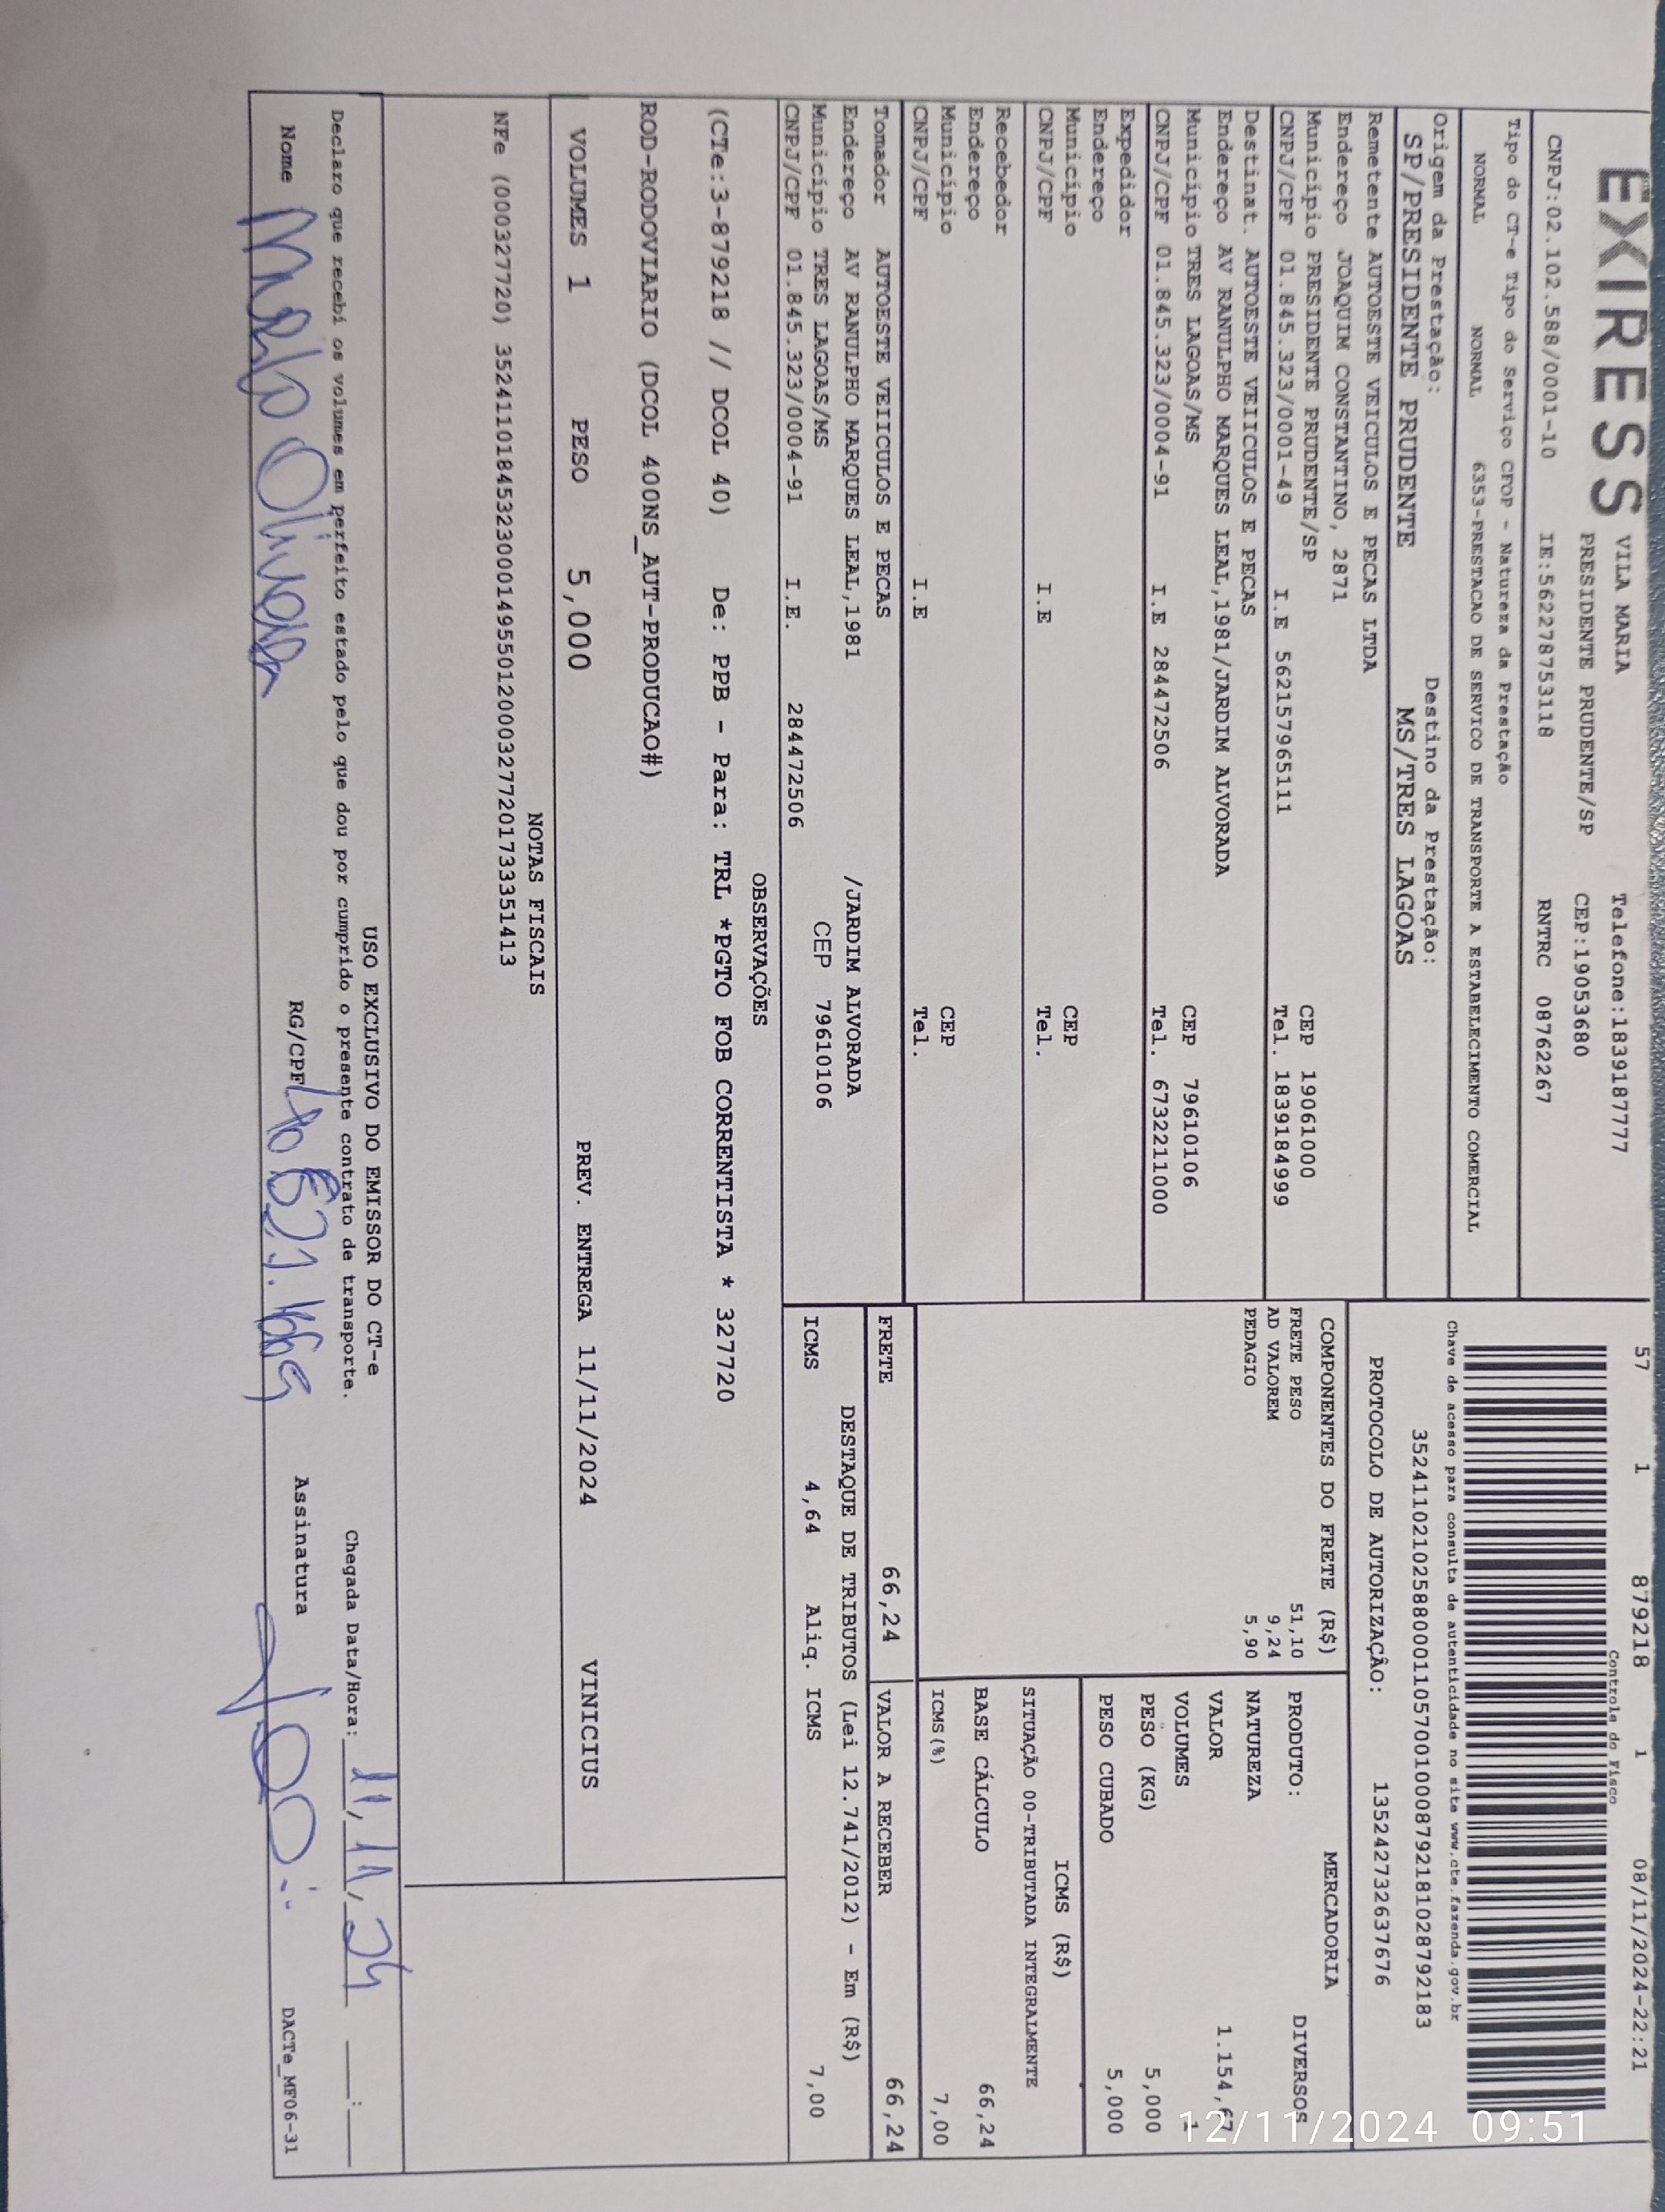 EXIRESS
VILA MARIA Telefone:1839187777
PRESIDENTE PRUDENTE/SP CEP:19053680
CNPJ:02.102.588/0001-10 IE:562278753118 RNTRC 08762267
Tipo do CT-e Tipo do Serviço CFOP - Natureza da Prestação
NORMAL NORMAL 6353-PRESTACAO DE SERVICO DE TRANSPORTE A ESTABELECIMENTO COMERCIAL
Origem da Prestação: Destino da Prestação:
SP/PRESIDENTE PRUDENTE MS/TRES LAGOAS
57 1 879218 1 08/11/2024-22:21
Controle do Fisco
Chave de acesso para consulta de autenticidade no site www.cte.fazenda.gov.br
35241102102588000110570010008792181028792183
PROTOCOLO DE AUTORIZAÇÃO: 135242732637676
Remetente AUTOESTE VEICULOS E PECAS LTDA
Endereço JOAQUIM CONSTANTINO, 2871
Município PRESIDENTE PRUDENTE/SP CEP 19061000
CNPJ/CPF 01.845.323/0001-49 I.E 562157965111 Tel. 1839184999
Destinat. AUTOESTE VEIICULOS E PECAS
Endereço AV RANULPHO MARQUES LEAL,1981/JARDIM ALVORADA
Município TRES LAGOAS/MS CEP 79610106
CNPJ/CPF 01.845.323/0004-91 I.E 284472506 Tel. 6732211000
Expedidor
Endereço
Município CEP
CNPJ/CPF I.E Tel.
Recebedor
Endereço
Município CEP
CNPJ/CPF I.E Tel.
Tomador AUTOESTE VEIICULOS E PECAS
Endereço AV RANULPHO MARQUES LEAL,1981 /JARDIM ALVORADA
Município TRES LAGOAS/MS CEP 79610106
CNPJ/CPF 01.845.323/0004-91 I.E. 284472506
COMPONENTES DO FRETE (R$)
FRETE PESO 51,10
AD VALOREM 9,24
PEDAGIO 5,90
MERCADORIA
PRODUTO: DIVERSOS
NATUREZA
VALOR 1.154,67
VOLUMES 1
PESO (KG) 5,000
PESO CUBADO 5,000
ICMS (R$)
SITUAÇÃO 00-TRIBUTADA INTEGRALMENTE
BASE CÁLCULO 66,24
ICMS(%) 7,00
FRETE 66,24 VALOR A RECEBER 66,24
DESTAQUE DE TRIBUTOS (Lei 12.741/2012) - Em (R$)
ICMS 4,64 Aliq. ICMS 7,00
OBSERVAÇÕES
(CTe:3-879218 // DCOL 40) De: PPB - Para: TRL *PGTO FOB CORRENTISTA * 327720
ROD-RODOVIARIO (DCOL 400NS_AUT-PRODUCAO#)
VOLUMES 1 PESO 5,000 PREV. ENTREGA 11/11/2024 VINICIUS
NOTAS FISCAIS
NFe (000327720) 35241101845323000149550120003277201733351413
USO EXCLUSIVO DO EMISSOR DO CT-e
Declaro que recebi os volumes em perfeito estado pelo que dou por cumprido o presente contrato de transporte. Chegada Data/Hora: 11/11/24 __:__
Nome Oliveira RG/CPF Assinatura DACTe_MF06-31
12/11/2024 09:51